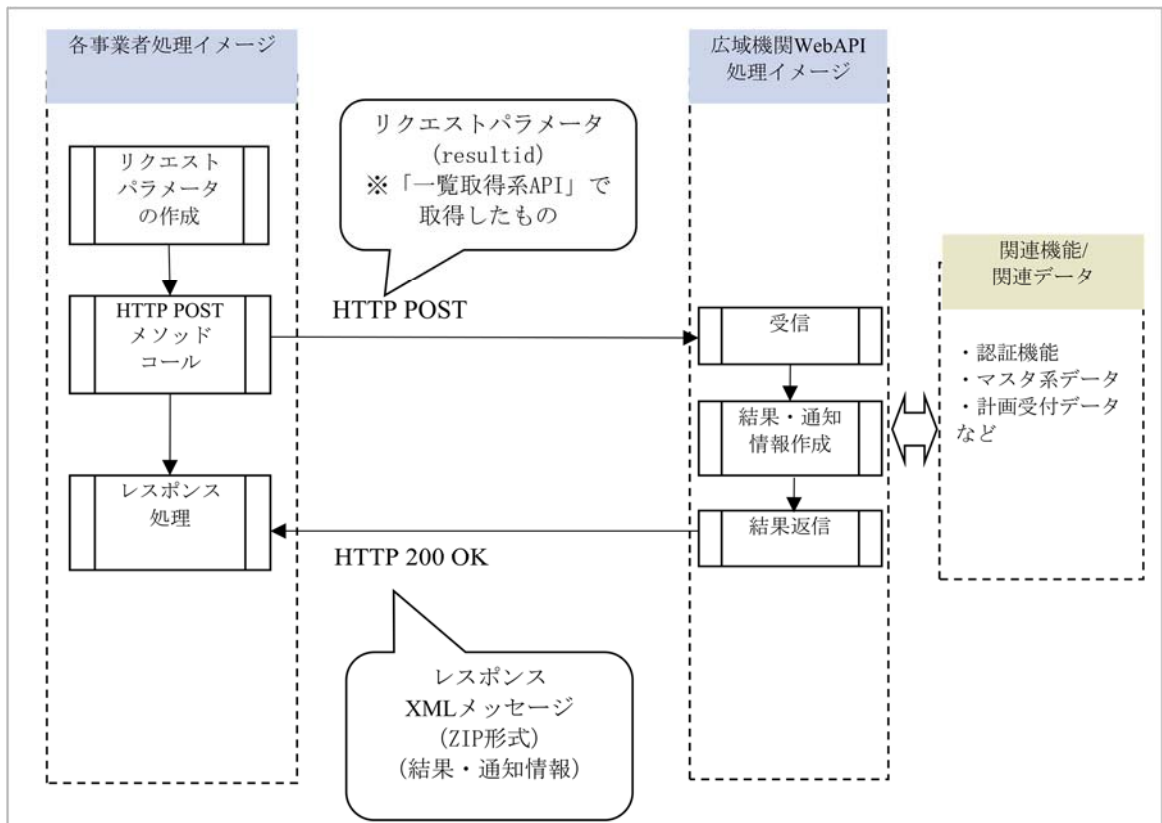 各事業者処理イメージ
広域機関WebAPI
処理イメージ
リクエストパラメータ
(resultid)
※「一覧取得系API」で
取得したもの
リクエスト
パラメータ
の作成
関連機能/
関連データ
HTTP POST
メソッド
コール
HTTP POST
受信
・認証機能
・マスタ系データ
・計画受付データ
など
結果・通知
情報作成
レスポンス
処理
結果返信
HTTP 200 OK
レスポンス
XMLメッセージ
(ZIP形式)
(結果・通知情報)